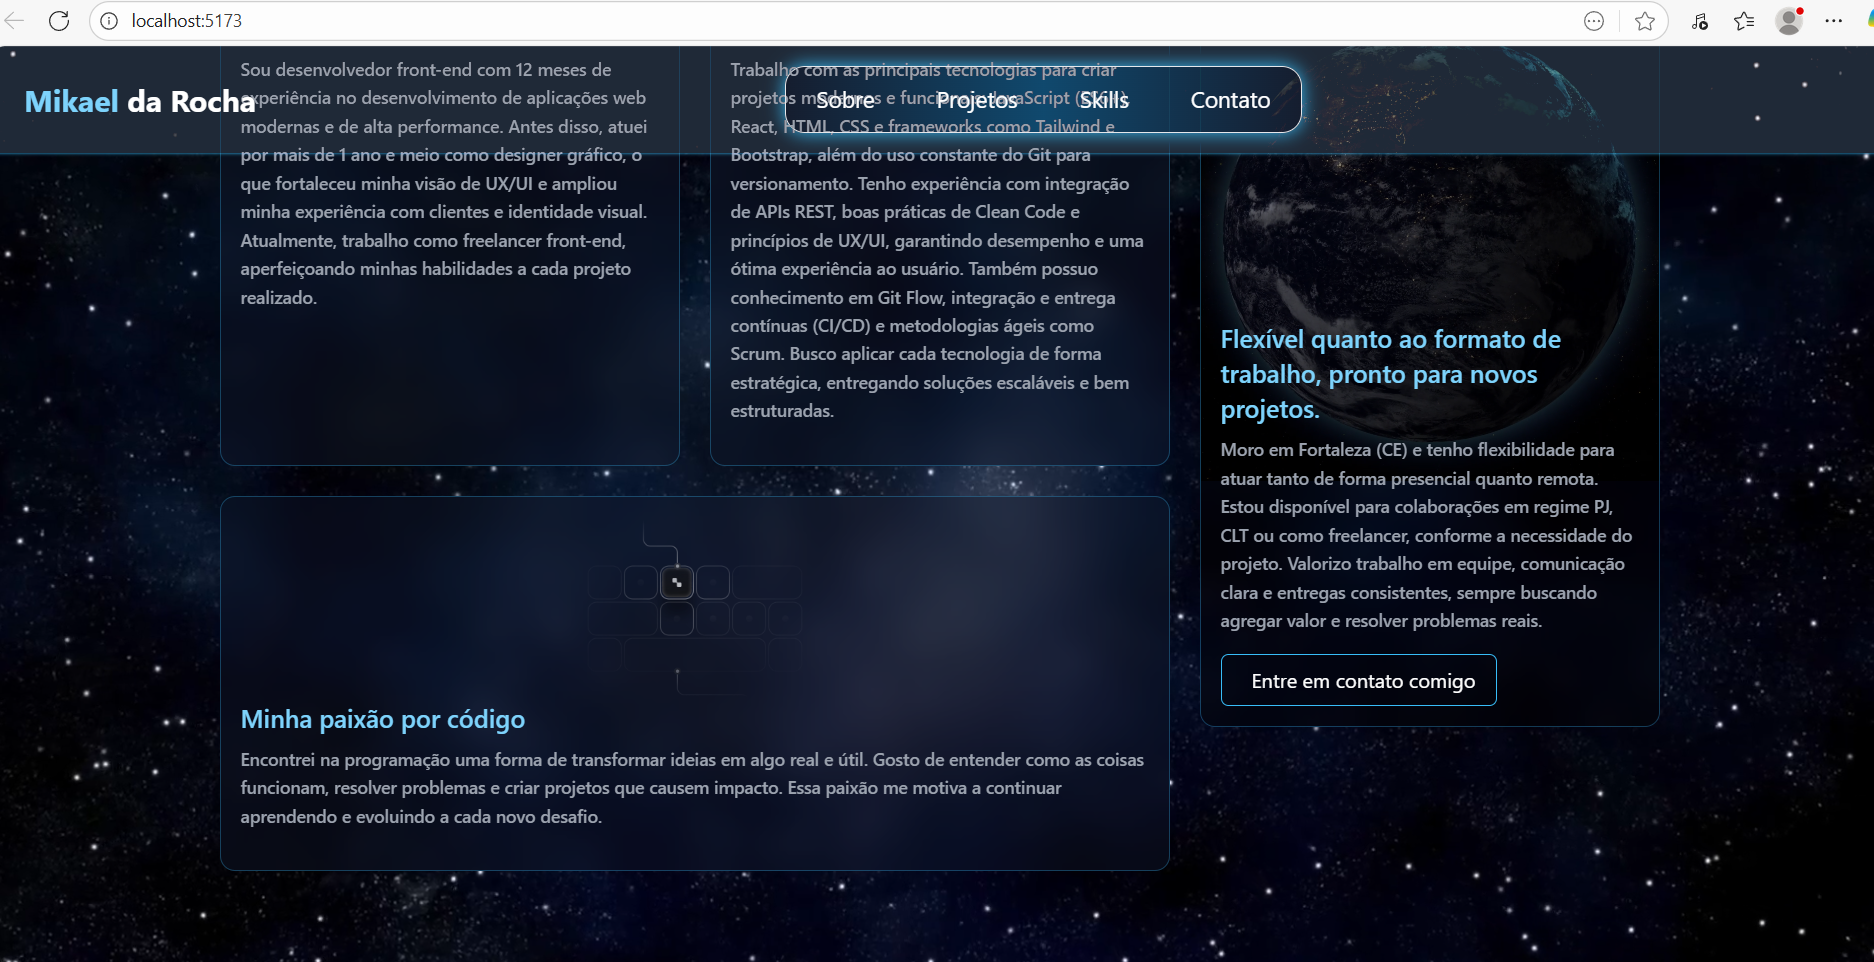 localhost:5173
Mikael da Rocha
Sobre
Projetos
Skills
Contato
Sou desenvolvedor front-end com 12 meses de
experiência no desenvolvimento de aplicações web
modernas e de alta performance. Antes disso, atuei
por mais de 1 ano e meio como designer gráfico, o
que fortaleceu minha visão de UX/UI e ampliou
minha experiência com clientes e identidade visual.
Atualmente, trabalho como freelancer front-end,
aperfeiçoando minhas habilidades a cada projeto
realizado.
Trabalho com as principais tecnologias para criar
projetos modernos e funcionais: JavaScript (ES6+),
React, HTML, CSS e frameworks como Tailwind e
Bootstrap, além do uso constante do Git para
versionamento. Tenho experiência com integração
de APIs REST, boas práticas de Clean Code e
princípios de UX/UI, garantindo desempenho e uma
ótima experiência ao usuário. Também possuo
conhecimento em Git Flow, integração e entrega
contínuas (CI/CD) e metodologias ágeis como
Scrum. Busco aplicar cada tecnologia de forma
estratégica, entregando soluções escaláveis e bem
estruturadas.
Flexível quanto ao formato de
trabalho, pronto para novos
projetos.
Moro em Fortaleza (CE) e tenho flexibilidade para
atuar tanto de forma presencial quanto remota.
Estou disponível para colaborações em regime PJ,
CLT ou como freelancer, conforme a necessidade do
projeto. Valorizo trabalho em equipe, comunicação
clara e entregas consistentes, sempre buscando
agregar valor e resolver problemas reais.
Entre em contato comigo
Minha paixão por código
Encontrei na programação uma forma de transformar ideias em algo real e útil. Gosto de entender como as coisas
funcionam, resolver problemas e criar projetos que causem impacto. Essa paixão me motiva a continuar
aprendendo e evoluindo a cada novo desafio.